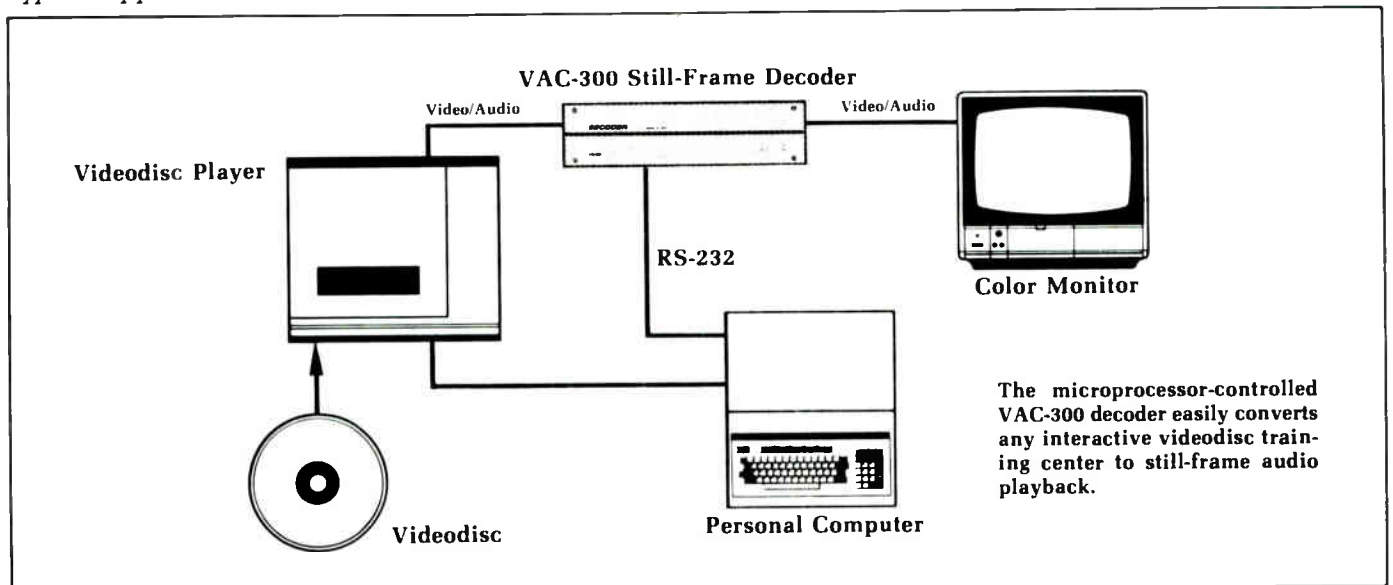 VAC-300 Still-Frame Decoder
Video/Audio
Video/Audio
DECODER
Videodisc Player
RS-232
Color Monitor
The microprocessor-controlled
VAC-300 decoder easily converts
any interactive videodisc train-
ing center to still-frame audio
playback.
Personal Computer
Videodisc